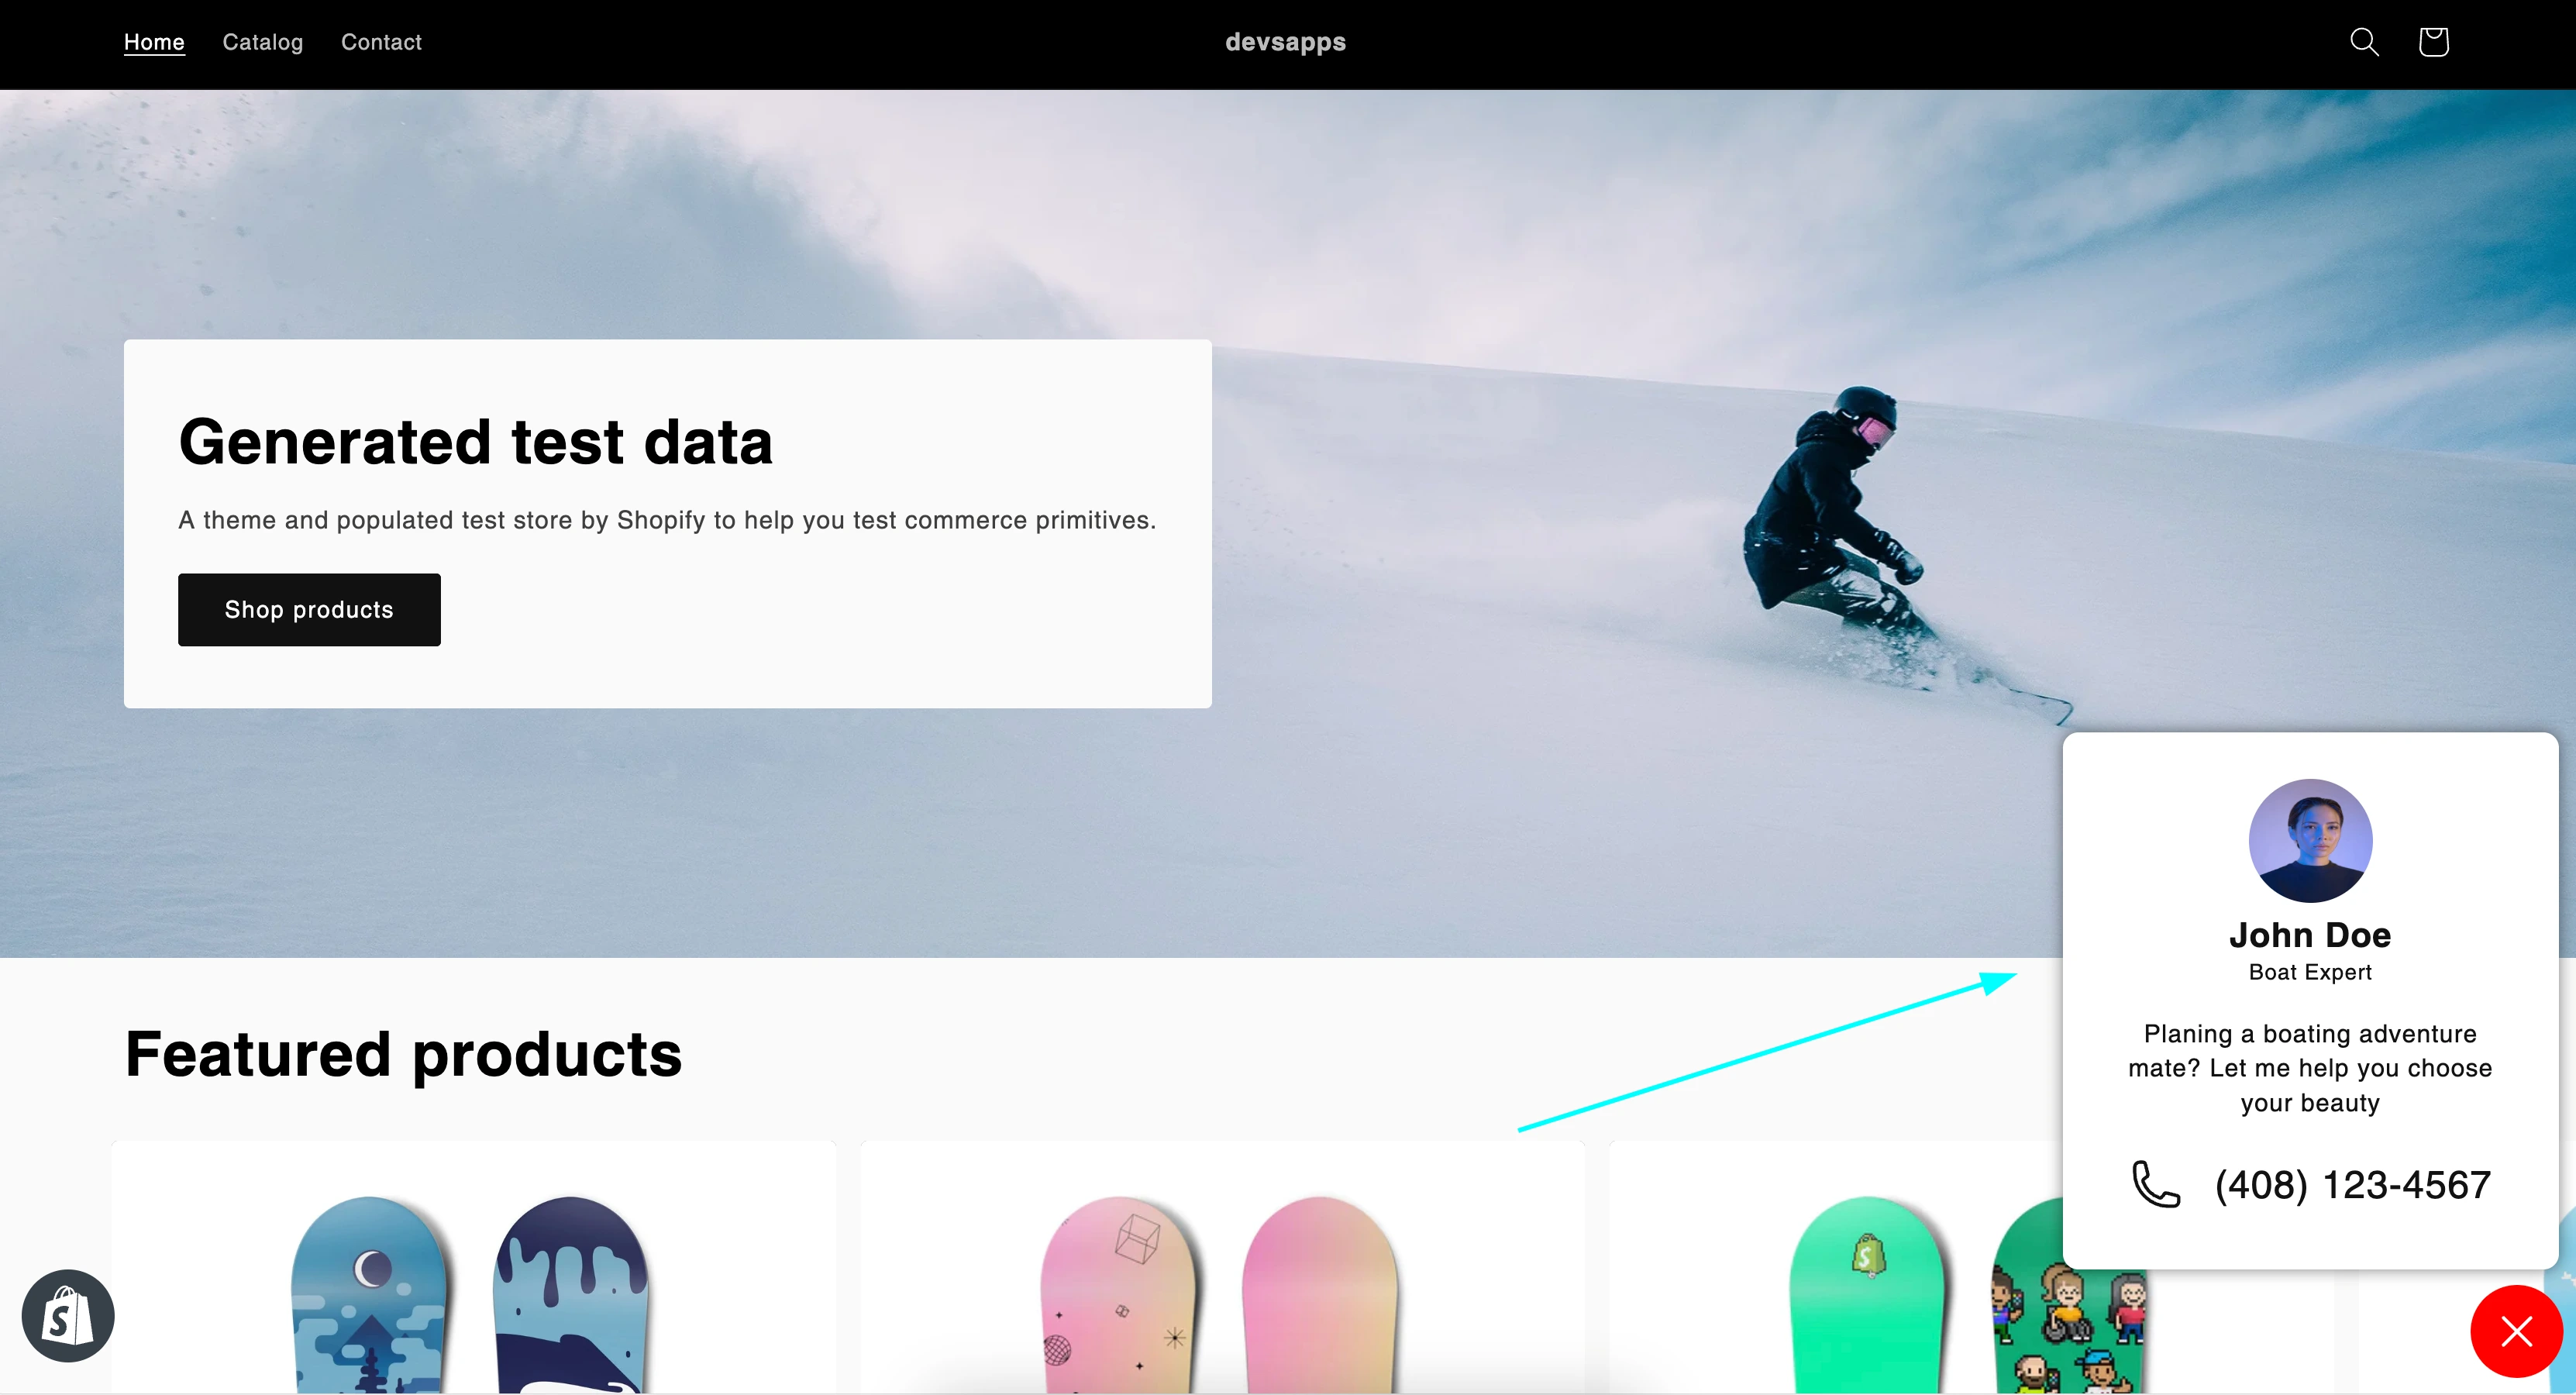 Home Catalog Contact
devsapps
Generated test data
A theme and populated test store by Shopify to help you test commerce primitives.
Shop products
John Doe
Boat Expert
Planing a boating adventure
mate? Let me help you choose
your beauty
(408) 123-4567
Featured products